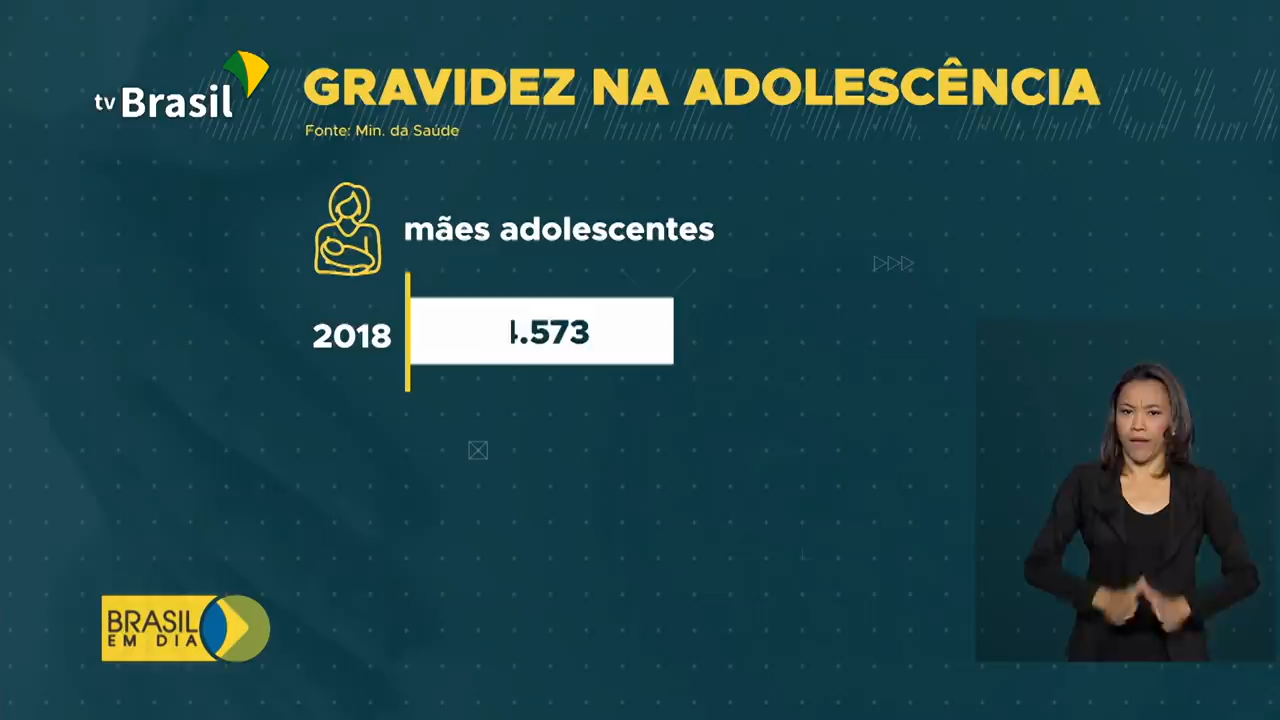 tv Brasil
GRAVIDEZ NA ADOLESCÊNCIA
Fonte: Min. da Saúde
mães adolescentes
2018
.573
BRASIL
EM DIA